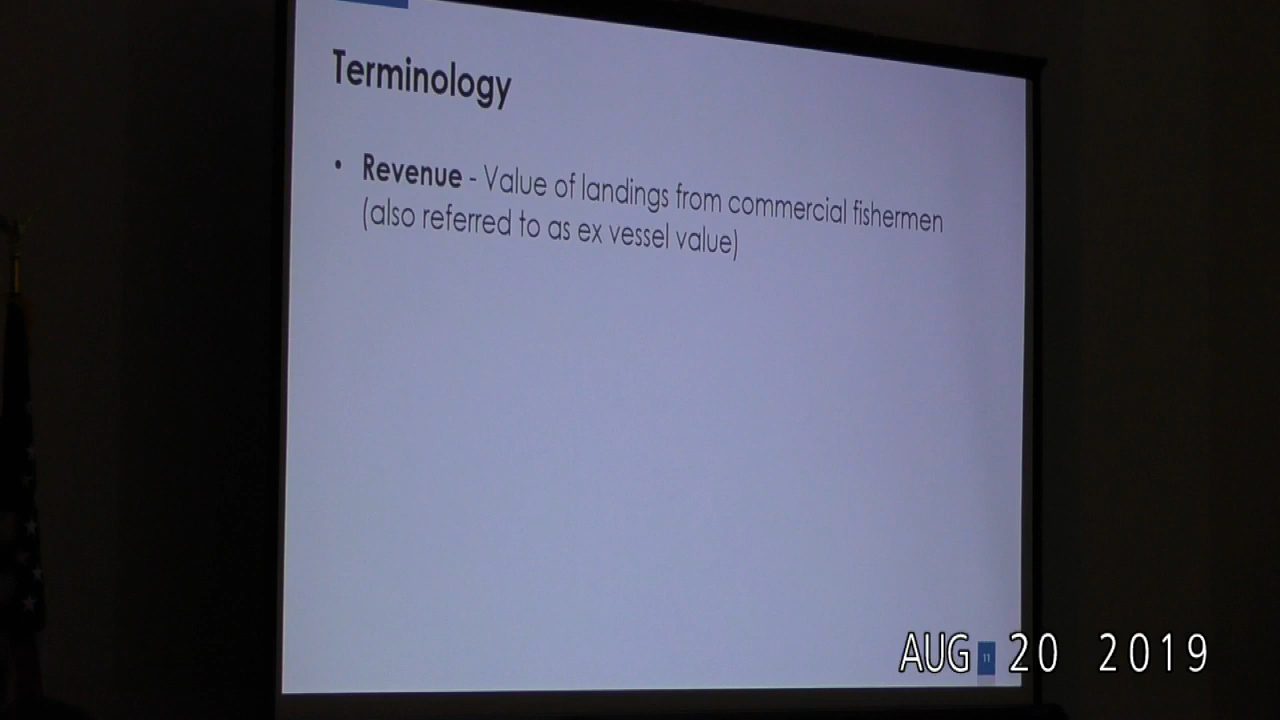 Terminology
• Revenue - Value of landings from commercial fishermen
(also referred to as ex vessel value)
11
AUG 20 2019